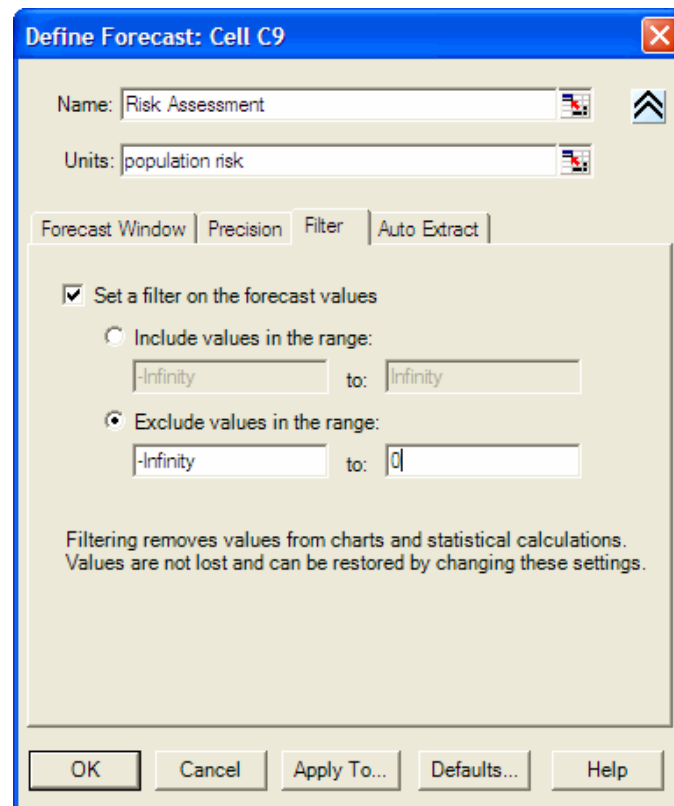 Define Forecast: Cell C9
Name: Risk Assessment
Units: population risk
Forecast Window Precision Filter Auto Extract
Set a filter on the forecast values
Include values in the range:
-Infinity to: Infinity
Exclude values in the range:
-Infinity to: 0
Filtering removes values from charts and statistical calculations.
Values are not lost and can be restored by changing these settings.
OK Cancel Apply To... Defaults... Help